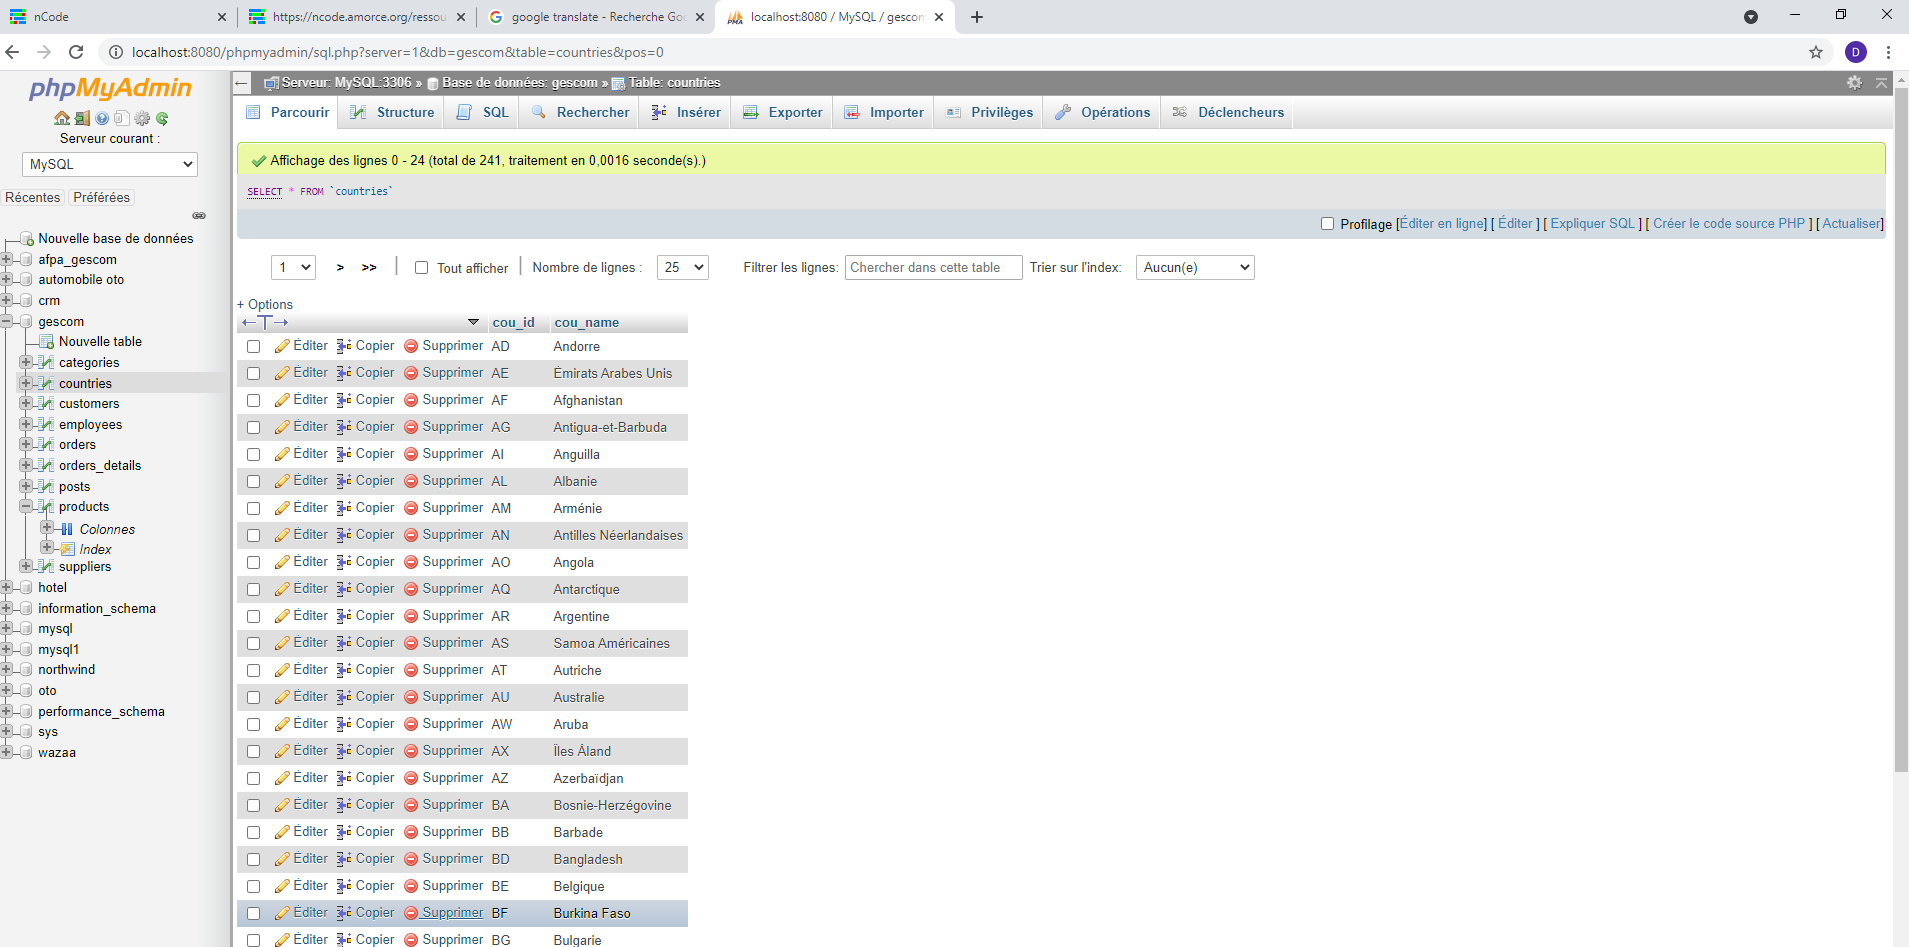 nCode
https://ncode.amorce.org/ressou
google translate - Recherche Goo
localhost:8080 / MySQL / gescom
localhost:8080/phpmyadmin/sql.php?server=1&db=gescom&table=countries&pos=0
D
phpMyAdmin
Serveur courant :
MySQL
Récentes
Préférées
Nouvelle base de données
afpa_gescom
automobile oto
crm
gescom
Nouvelle table
categories
countries
customers
employees
orders
orders_details
posts
products
Colonnes
Index
suppliers
hotel
information_schema
mysql
mysql1
northwind
oto
performance_schema
sys
wazaa
Serveur: MySQL:3306 » Base de données: gescom » Table: countries
Parcourir Structure SQL Rechercher Insérer Exporter Importer Privilèges Opérations Déclencheurs
Affichage des lignes 0 - 24 (total de 241, traitement en 0,0016 seconde(s).)
SELECT * FROM `countries`
Profilage [Éditer en ligne] [ Éditer ] [ Expliquer SQL ] [ Créer le code source PHP ] [ Actualiser]
1 > >> | Tout afficher | Nombre de lignes : 25 Filtrer les lignes: Chercher dans cette table Trier sur l'index: Aucun(e)
+ Options
←T→ cou_id cou_name
Éditer Copier Supprimer AD Andorre
Éditer Copier Supprimer AE Émirats Arabes Unis
Éditer Copier Supprimer AF Afghanistan
Éditer Copier Supprimer AG Antigua-et-Barbuda
Éditer Copier Supprimer AI Anguilla
Éditer Copier Supprimer AL Albanie
Éditer Copier Supprimer AM Arménie
Éditer Copier Supprimer AN Antilles Néerlandaises
Éditer Copier Supprimer AO Angola
Éditer Copier Supprimer AQ Antarctique
Éditer Copier Supprimer AR Argentine
Éditer Copier Supprimer AS Samoa Américaines
Éditer Copier Supprimer AT Autriche
Éditer Copier Supprimer AU Australie
Éditer Copier Supprimer AW Aruba
Éditer Copier Supprimer AX Îles Åland
Éditer Copier Supprimer AZ Azerbaïdjan
Éditer Copier Supprimer BA Bosnie-Herzégovine
Éditer Copier Supprimer BB Barbade
Éditer Copier Supprimer BD Bangladesh
Éditer Copier Supprimer BE Belgique
Éditer Copier Supprimer BF Burkina Faso
Éditer Copier Supprimer BG Bulgarie